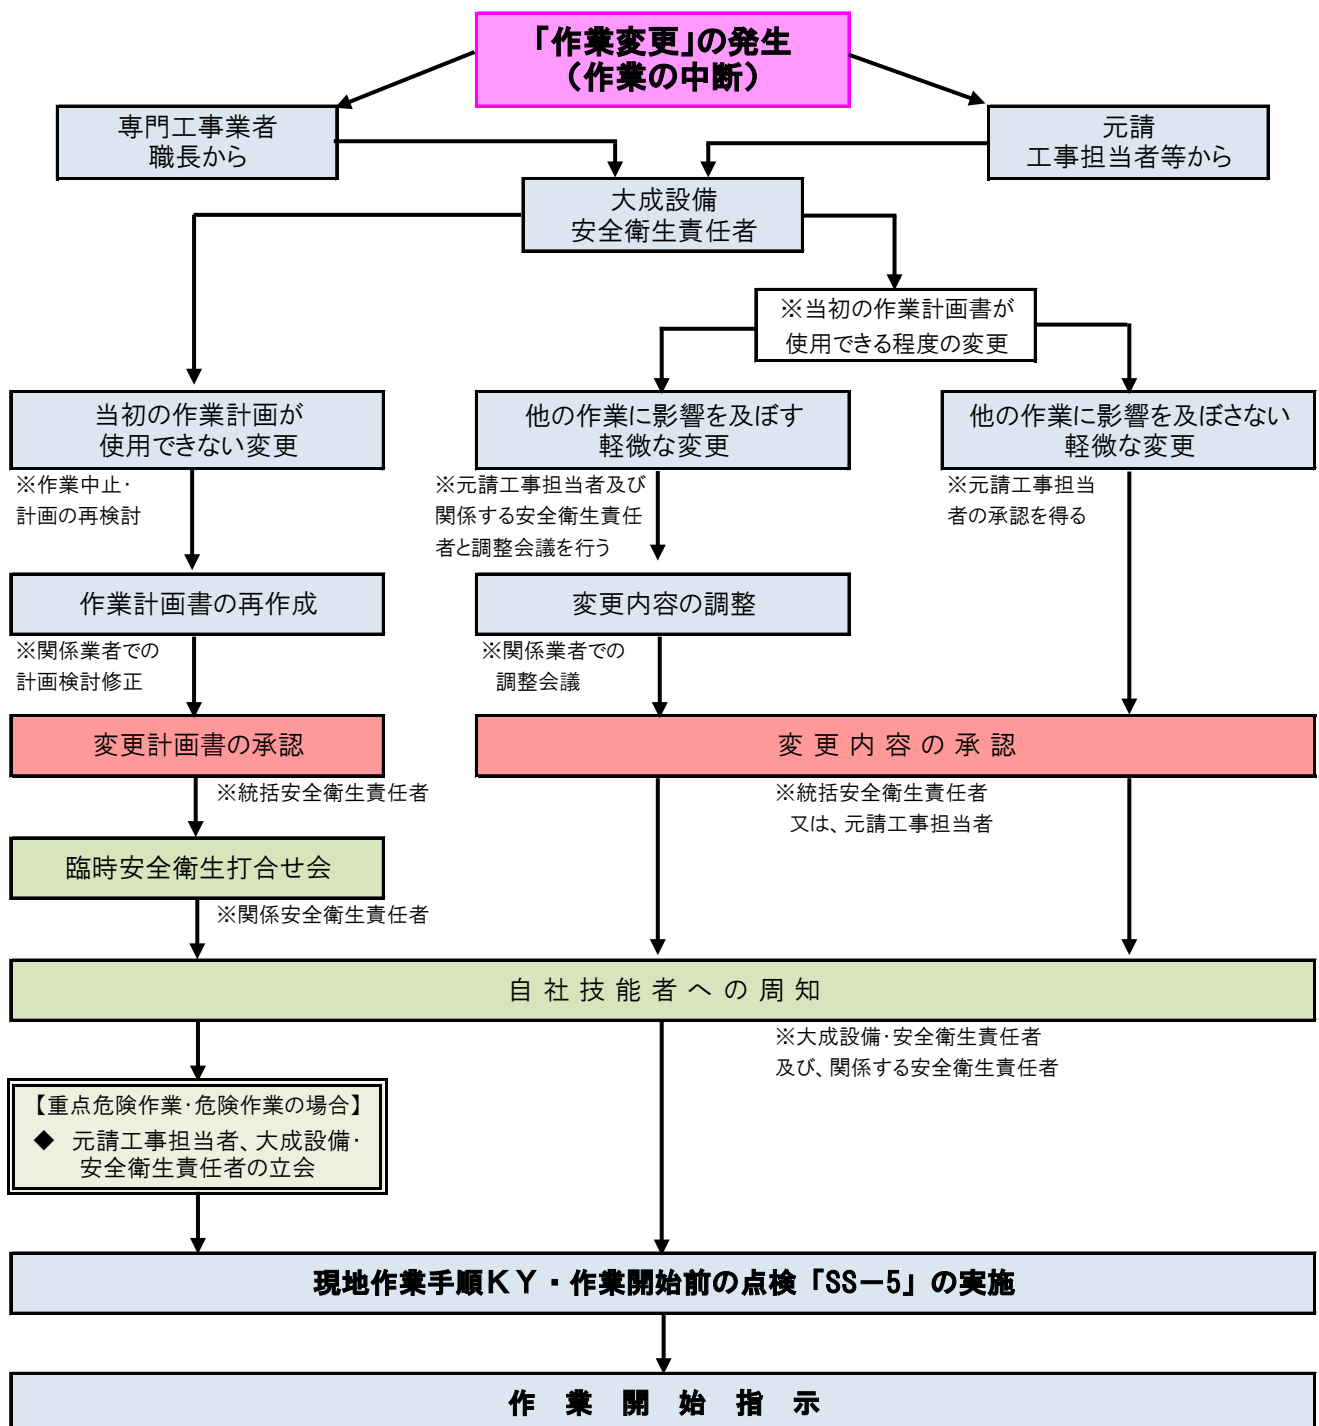 「作業変更」の発生
（作業の中断）
専門工事業者
職長から
元請
工事担当者等から
大成設備
安全衛生責任者
※当初の作業計画書が
使用できる程度の変更
当初の作業計画が
使用できない変更
他の作業に影響を及ぼす
軽微な変更
他の作業に影響を及ぼさない
軽微な変更
※作業中止・
計画の再検討
※元請工事担当者及び
関係する安全衛生責任
者と調整会議を行う
※元請工事担当
者の承認を得る
作業計画書の再作成
変更内容の調整
※関係業者での
計画検討修正
※関係業者での
調整会議
変更計画書の承認
変更内容の承認
※統括安全衛生責任者
※統括安全衛生責任者
又は、元請工事担当者
臨時安全衛生打合せ会
※関係安全衛生責任者
自社技能者への周知
※大成設備・安全衛生責任者
及び、関係する安全衛生責任者
【重点危険作業・危険作業の場合】
◆ 元請工事担当者、大成設備・
安全衛生責任者の立会
現地作業手順ＫＹ・作業開始前の点検「SS－5」の実施
作業開始指示